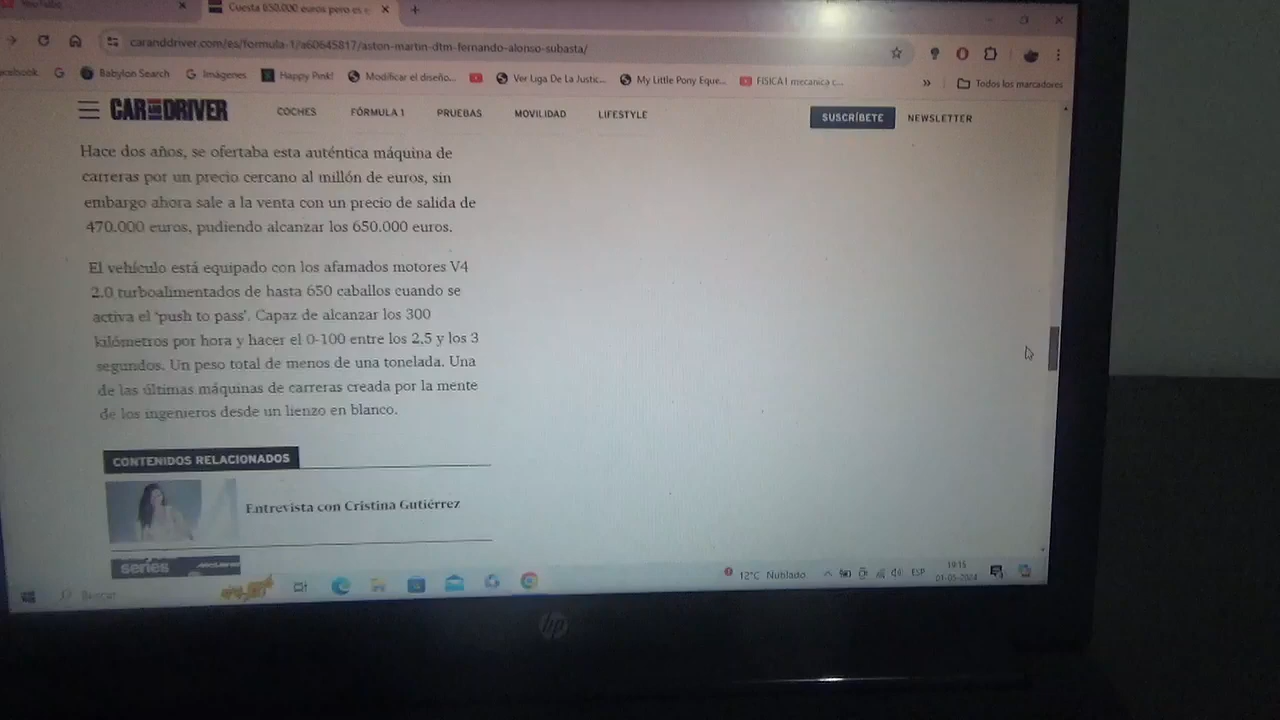 YouTube
Cuesta 650.000 euros pero es e
caranddriver.com/es/formula-1/a60645817/aston-martin-dtm-fernando-alonso-subasta/
acebook
Babylon Search
Imágenes
Happy Pink!
Modificar el diseño...
Ver Liga De La Justic...
My Little Pony Eque...
FISICA I mecanica c...
»
Todos los marcadores
CAR AND DRIVER
COCHES
FÓRMULA 1
PRUEBAS
MOVILIDAD
LIFESTYLE
SUSCRÍBETE
NEWSLETTER
Hace dos años, se ofertaba esta auténtica máquina de
carreras por un precio cercano al millón de euros, sin
embargo ahora sale a la venta con un precio de salida de
470.000 euros, pudiendo alcanzar los 650.000 euros.
El vehículo está equipado con los afamados motores V4
2.0 turboalimentados de hasta 650 caballos cuando se
activa el 'push to pass'. Capaz de alcanzar los 300
kilómetros por hora y hacer el 0-100 entre los 2,5 y los 3
segundos. Un peso total de menos de una tonelada. Una
de las últimas máquinas de carreras creada por la mente
de los ingenieros desde un lienzo en blanco.
CONTENIDOS RELACIONADOS
Entrevista con Cristina Gutiérrez
series
Buscar
12°C Nublado
ESP
19:15
01-05-2024
hp